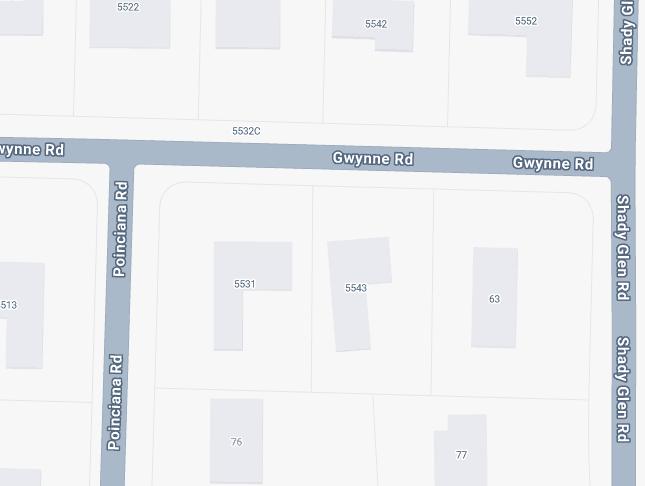 5522
5542
5552
Shady Gl
5532C
wynne Rd
Gwynne Rd
Gwynne Rd
Poinciana Rd
Shady Glen Rd
5531
5543
63
513
Poinciana Rd
Shady Glen Rd
76
77